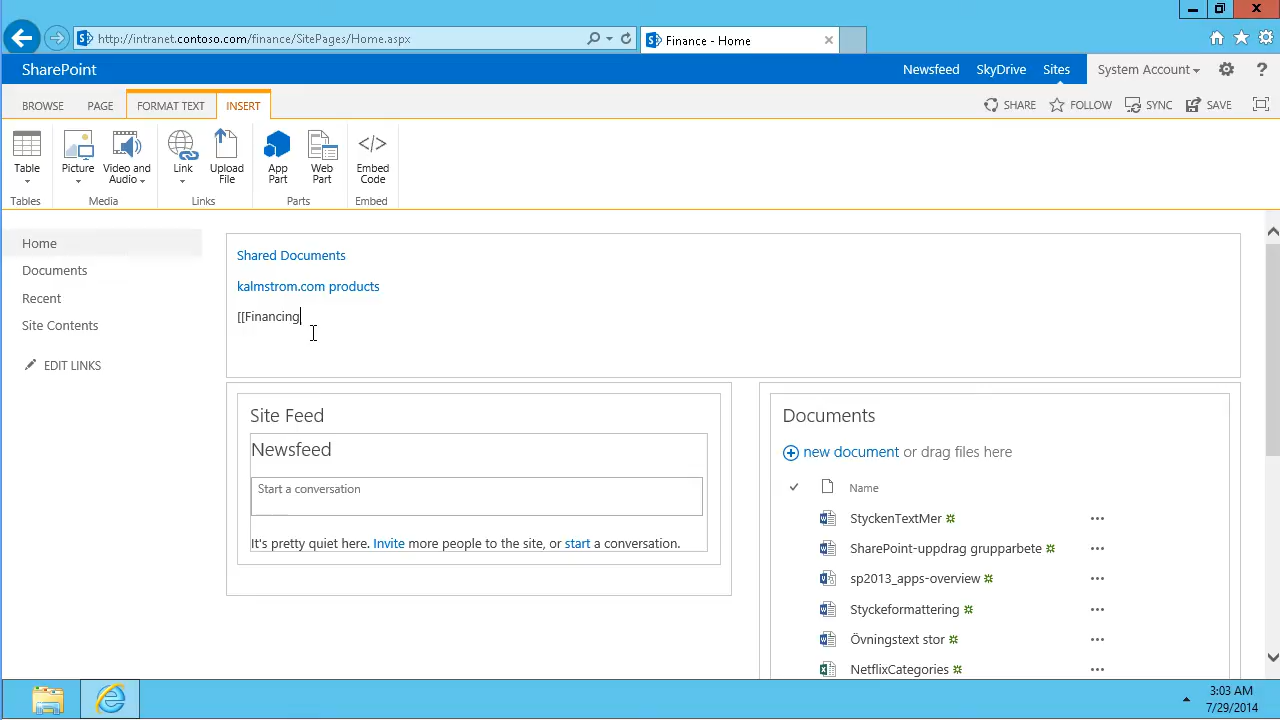 http://intranet.contoso.com/finance/SitePages/Home.aspx
Finance - Home
SharePoint
Newsfeed SkyDrive Sites System Account ?
BROWSE PAGE FORMAT TEXT INSERT
SHARE FOLLOW SYNC SAVE
Table
Picture
Video and Audio
Link
Upload File
App Part
Web Part
Embed Code
Tables Media Links Parts Embed
Home
Documents
Recent
Site Contents
EDIT LINKS
Shared Documents
kalmstrom.com products
[[Financing
Site Feed
Newsfeed
Start a conversation
It's pretty quiet here. Invite more people to the site, or start a conversation.
Documents
new document or drag files here
Name
StyckenTextMer
SharePoint-uppdrag grupparbete
sp2013_apps-overview
Styckeformattering
Övningstext stor
NetflixCategories
3:03 AM
7/29/2014